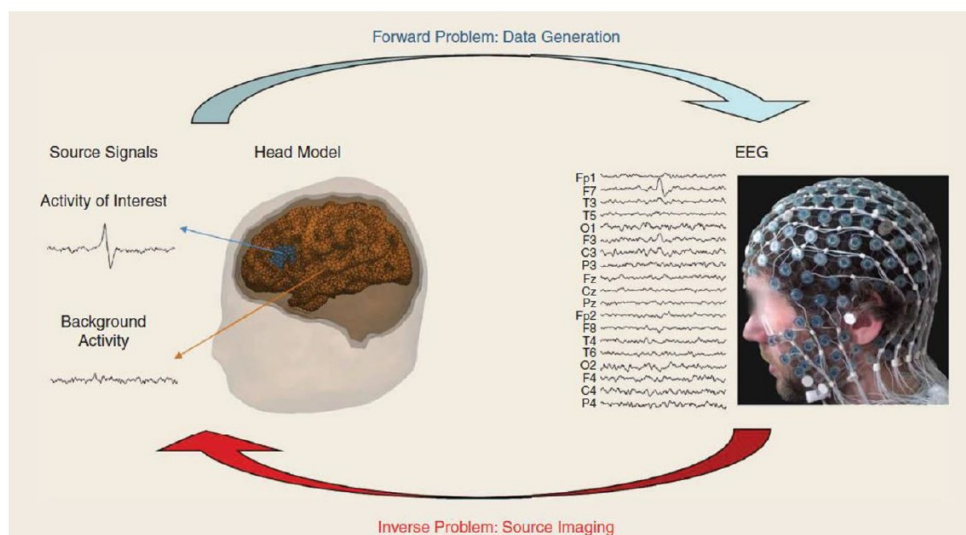 Forward Problem: Data Generation
Source Signals
Head Model
EEG
Activity of Interest
Background
Activity
Fp1
F7
T3
T5
O1
F3
C3
P3
Fz
Cz
Pz
Fp2
F8
T4
T6
O2
F4
C4
P4
Inverse Problem: Source Imaging